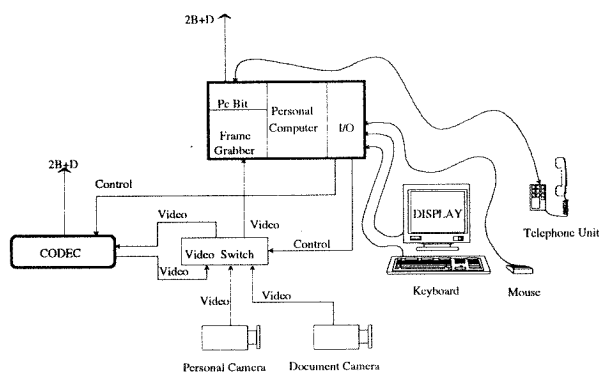 2B+D
Pc Bit
Personal
Computer
I/O
Frame
Grabber
2B+D
Control
Video
Video
Control
DISPLAY
Telephone Unit
CODEC
Video Switch
Video
Keyboard
Mouse
Video
Video
Personal Camera
Document Camera